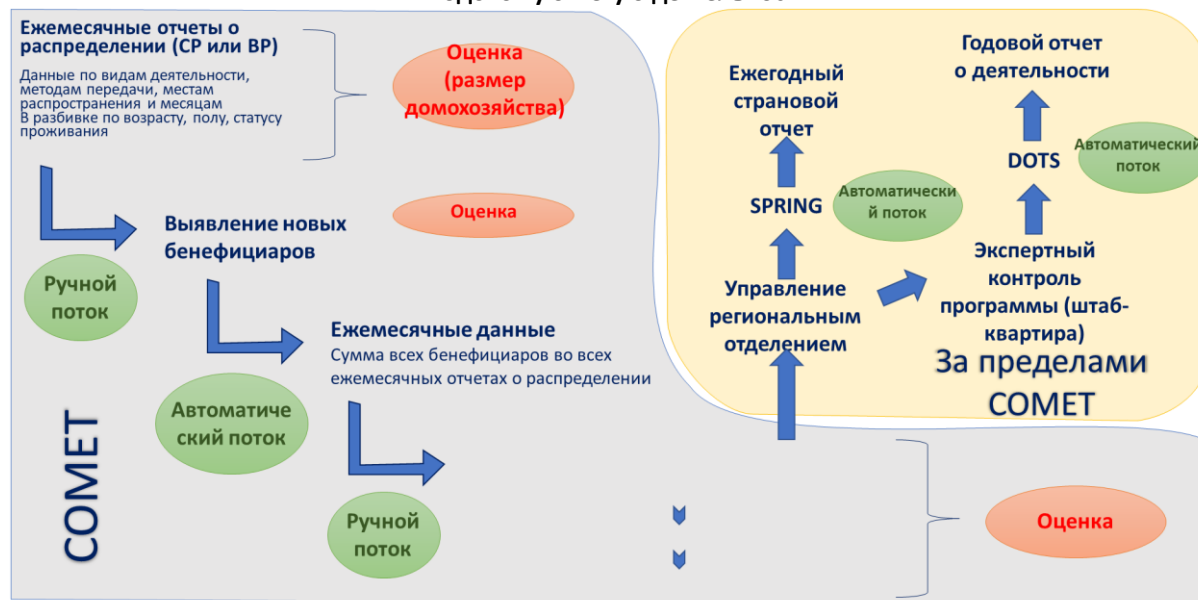 Ежемесячные отчеты о
распределении (СР или ВР)
Данные по видам деятельности,
методам передачи, местам
распространения и месяцам
В разбивке по возрасту, полу, статусу
проживания
Оценка
(размер
домохозяйства)
Оценка
Выявление новых
бенефициаров
Ручной
поток
Ежемесячные данные
Сумма всех бенефициаров во всех
ежемесячных отчетах о распределении
Автоматиче
ский поток
Ручной
поток
COMET
Ежегодный
страновой
отчет
SPRING
Автоматически
й поток
Управление
региональным
отделением
Годовой отчет
о деятельности
Автоматический
поток
DOTS
Экспертный
контроль
программы (штаб-
квартира)
За пределами
COMET
Оценка